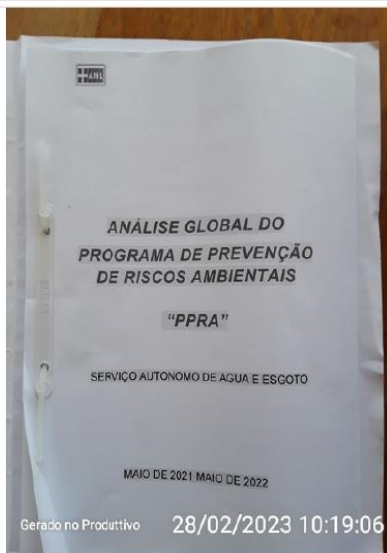 ANÁLISE GLOBAL DO
PROGRAMA DE PREVENÇÃO
DE RISCOS AMBIENTAIS
"PPRA"
SERVIÇO AUTONOMO DE AGUA E ESGOTO
MAIO DE 2021 MAIO DE 2022
Gerado no Produttivo 28/02/2023 10:19:06